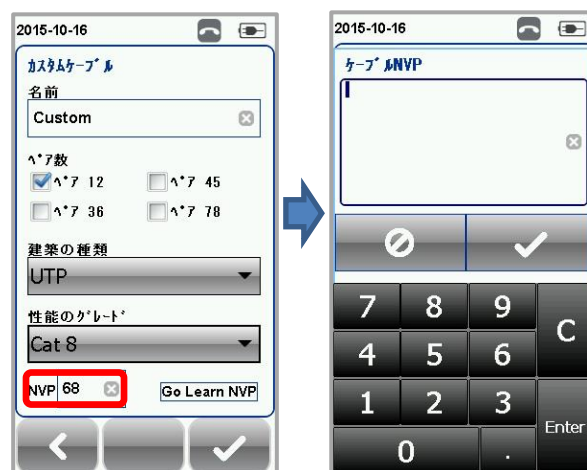 2015-10-16
ｶｽﾀﾑｹｰﾌﾞﾙ
名前
Custom
ﾍﾟｱ数
ﾍﾟｱ 12 ﾍﾟｱ 45
ﾍﾟｱ 36 ﾍﾟｱ 78
建築の種類
UTP
性能のｸﾞﾚｰﾄﾞ
Cat 8
NVP 68 Go Learn NVP
2015-10-16
ｹｰﾌﾞﾙNVP
7 8 9 C
4 5 6
1 2 3 Enter
0 .